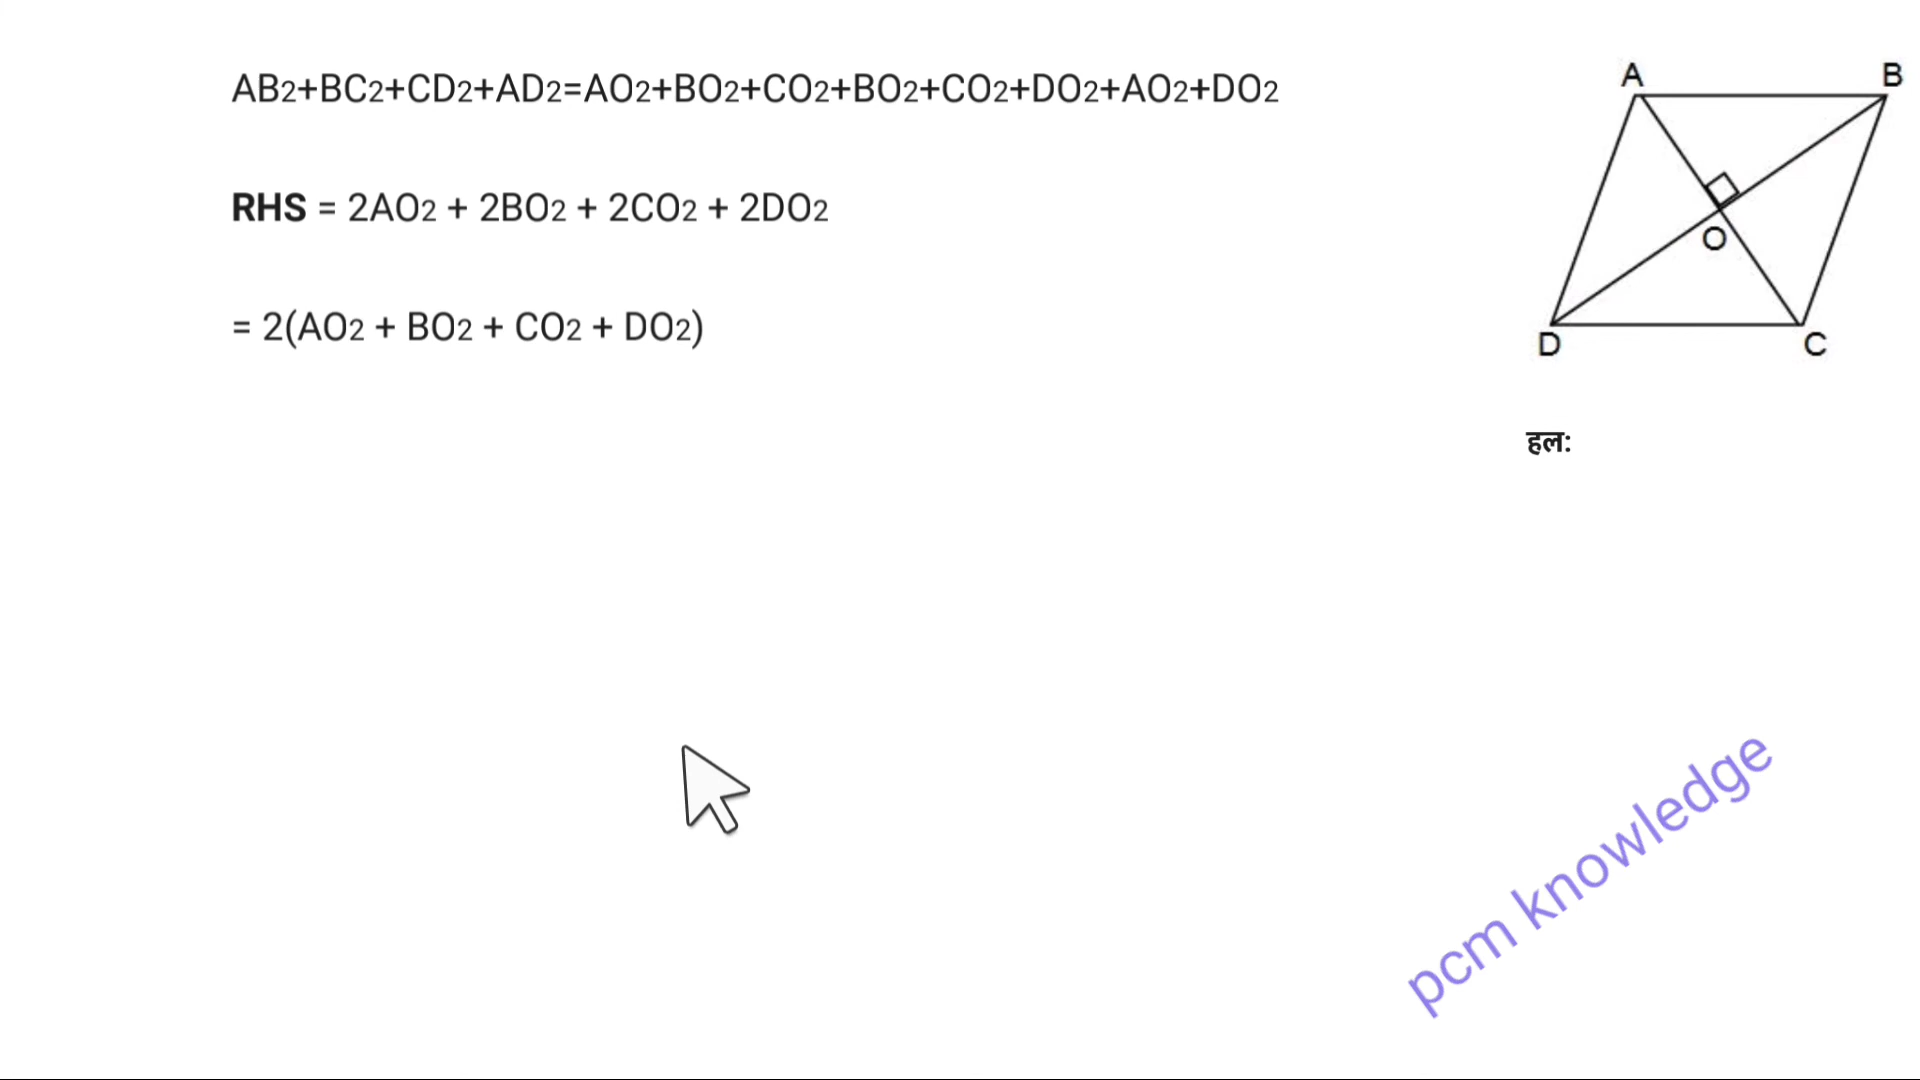 AB2+BC2+CD2+AD2=AO2+BO2+CO2+BO2+CO2+DO2+AO2+DO2
RHS = 2AO2 + 2BO2 + 2CO2 + 2DO2
= 2(AO2 + BO2 + CO2 + DO2)
A
B
O
D
C
हल:
pcm knowledge